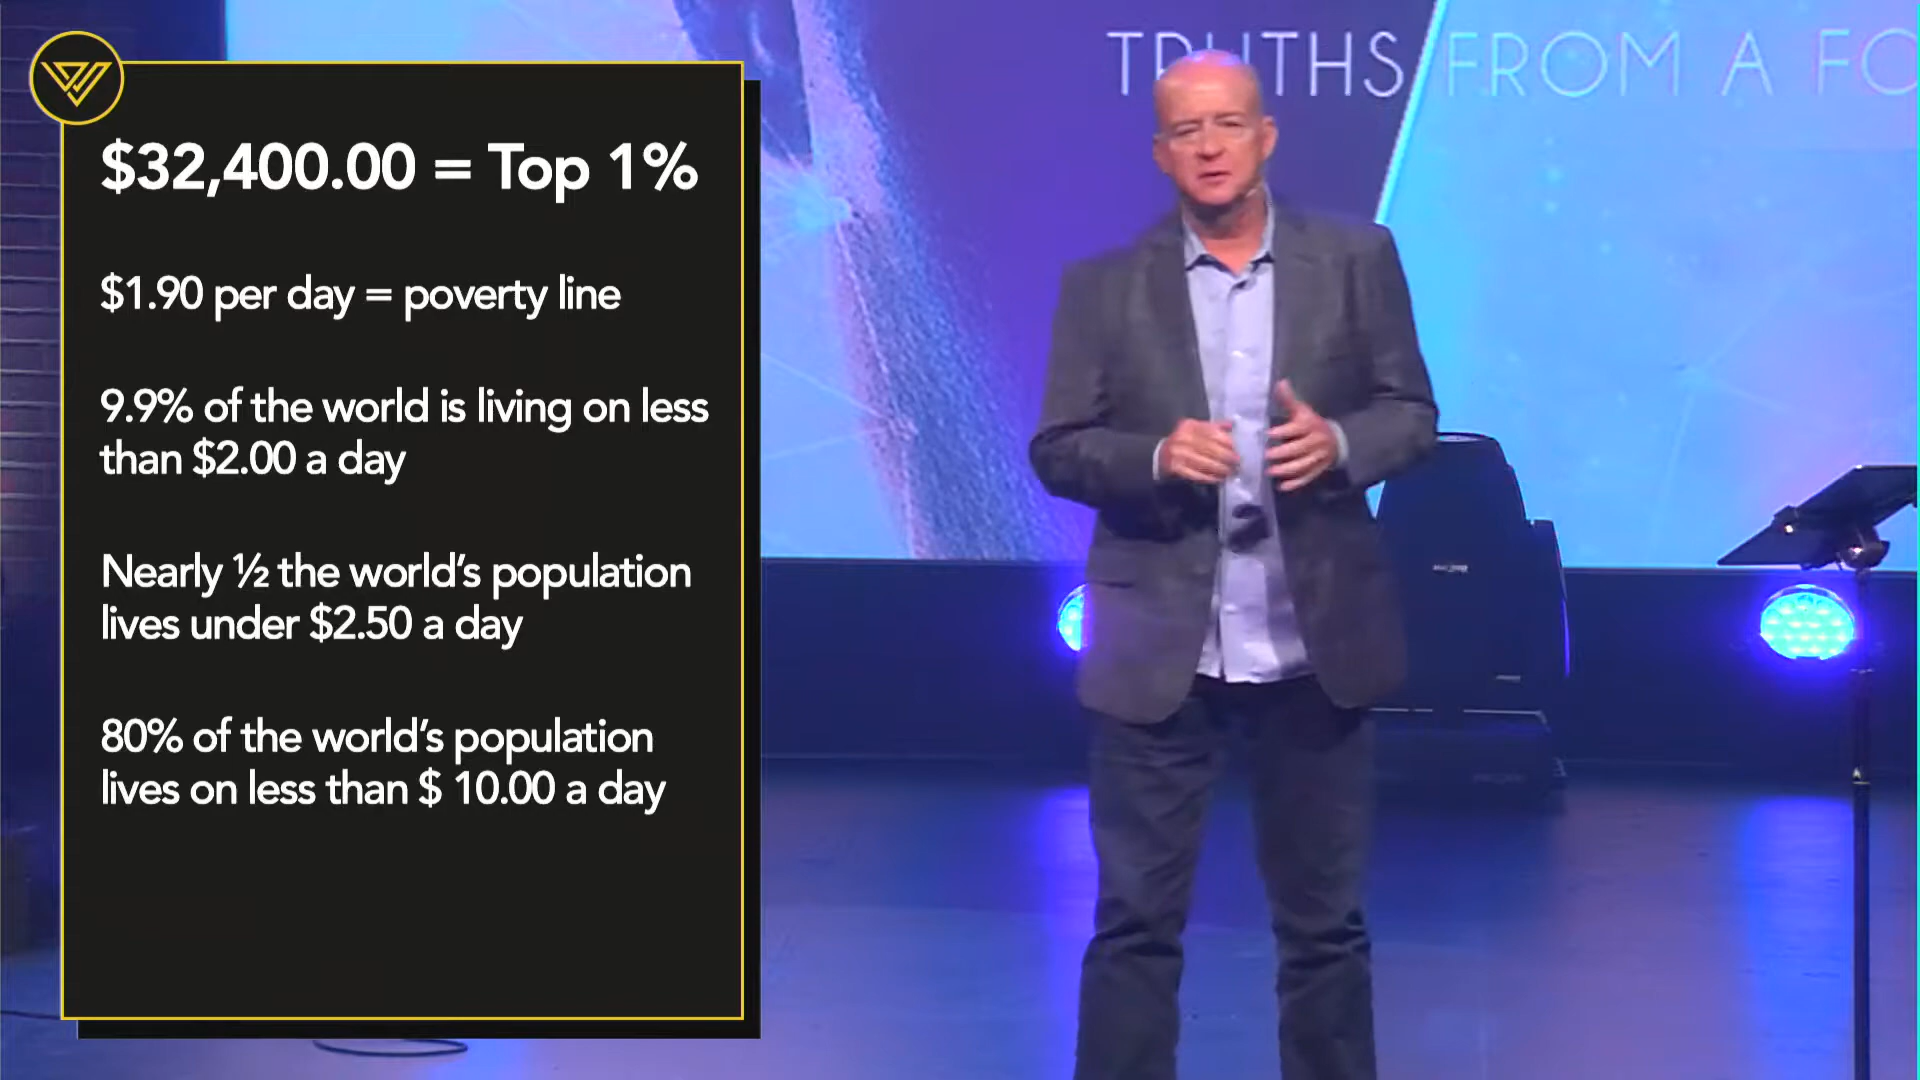 TRUTHS FROM A FO
$32,400.00 = Top 1%
$1.90 per day = poverty line
9.9% of the world is living on less
than $2.00 a day
Nearly ½ the world's population
lives under $2.50 a day
80% of the world's population
lives on less than $ 10.00 a day